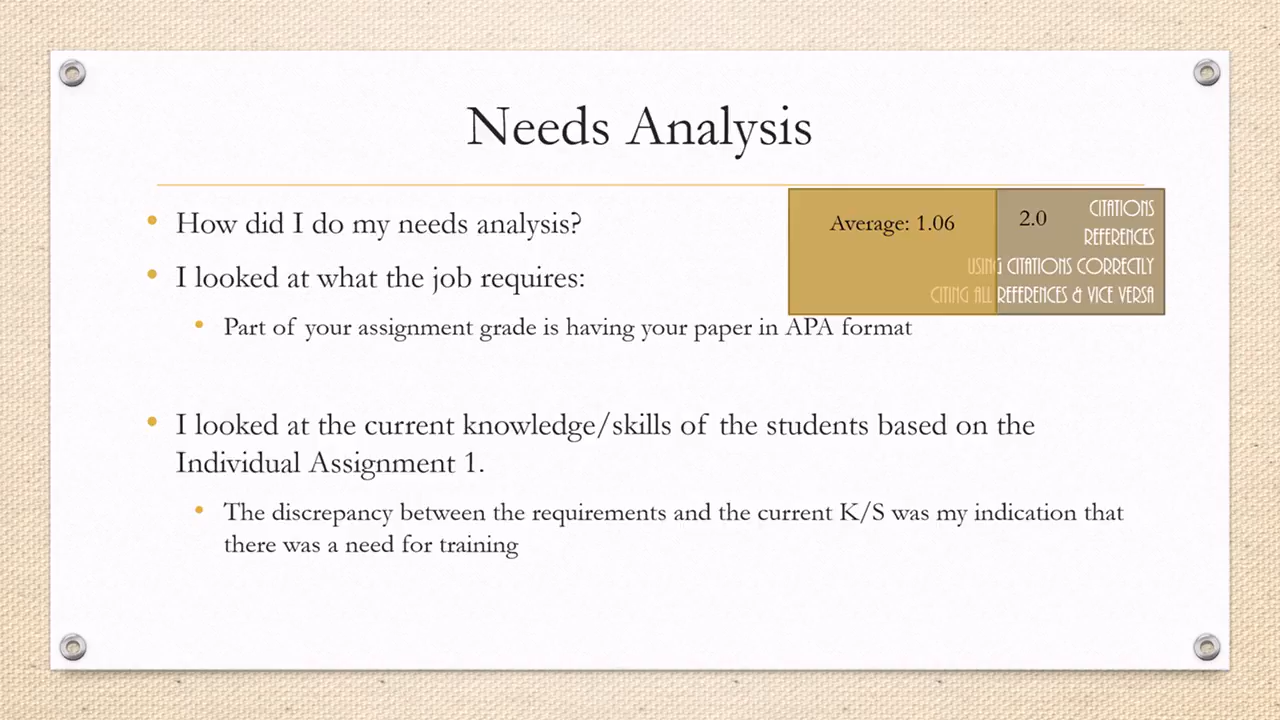 Needs Analysis
How did I do my needs analysis?
I looked at what the job requires:
Part of your assignment grade is having your paper in APA format
Average: 1.06
2.0
CITATIONS
REFERENCES
USING CITATIONS CORRECTLY
CITING ALL REFERENCES & VICE VERSA
I looked at the current knowledge/skills of the students based on the
Individual Assignment 1.
The discrepancy between the requirements and the current K/S was my indication that
there was a need for training